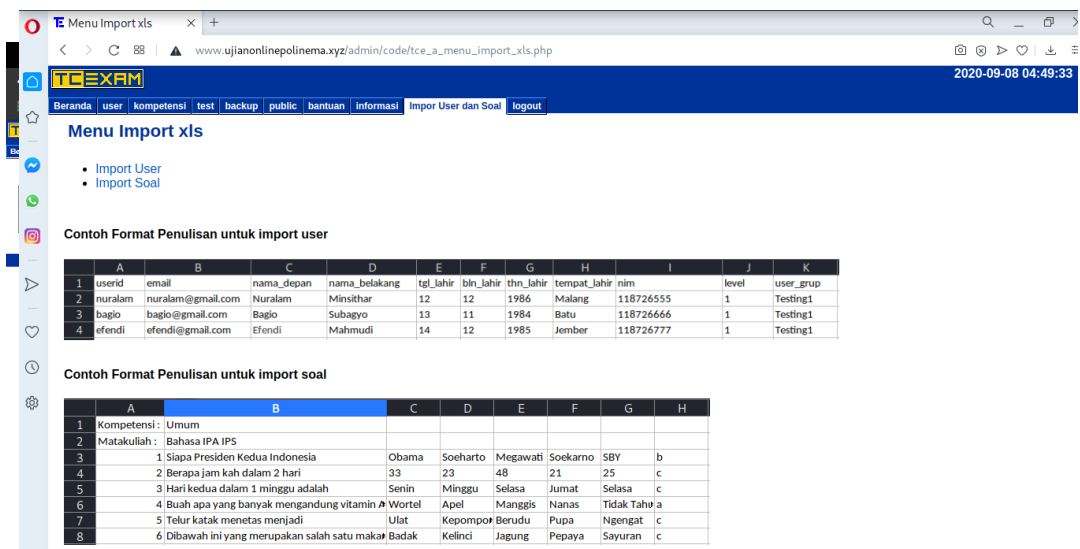 Menu Import xls
www.ujianonlinepolinema.xyz/admin/code/tce_a_menu_import_xls.php
TCEXAM
2020-09-08 04:49:33
Beranda user kompetensi test backup public bantuan informasi Impor User dan Soal logout
Menu Import xls
Import User
Import Soal
Contoh Format Penulisan untuk import user
A B C D E F G H I J K
1 userid email nama_depan nama_belakang tgl_lahir bln_lahir thn_lahir tempat_lahir nim level user_grup
2 nuralam nuralam@gmail.com Nuralam Minsithar 12 12 1986 Malang 118726555 1 Testing1
3 bagio bagio@gmail.com Bagio Subagyo 13 11 1984 Batu 118726666 1 Testing1
4 efendi efendi@gmail.com Efendi Mahmudi 14 12 1985 Jember 118726777 1 Testing1
Contoh Format Penulisan untuk import soal
A B C D E F G H
1 Kompetensi : Umum
2 Matakuliah : Bahasa IPA IPS
3 1 Siapa Presiden Kedua Indonesia Obama Soeharto Megawati Soekarno SBY b
4 2 Berapa jam kah dalam 2 hari 33 23 48 21 25 c
5 3 Hari kedua dalam 1 minggu adalah Senin Minggu Selasa Jumat Selasa c
6 4 Buah apa yang banyak mengandung vitamin A Wortel Apel Manggis Nanas Tidak Tahu a
7 5 Telur katak menetas menjadi Ulat Kepompo Berudu Pupa Ngengat c
8 6 Dibawah ini yang merupakan salah satu maka Badak Kelinci Jagung Pepaya Sayuran c